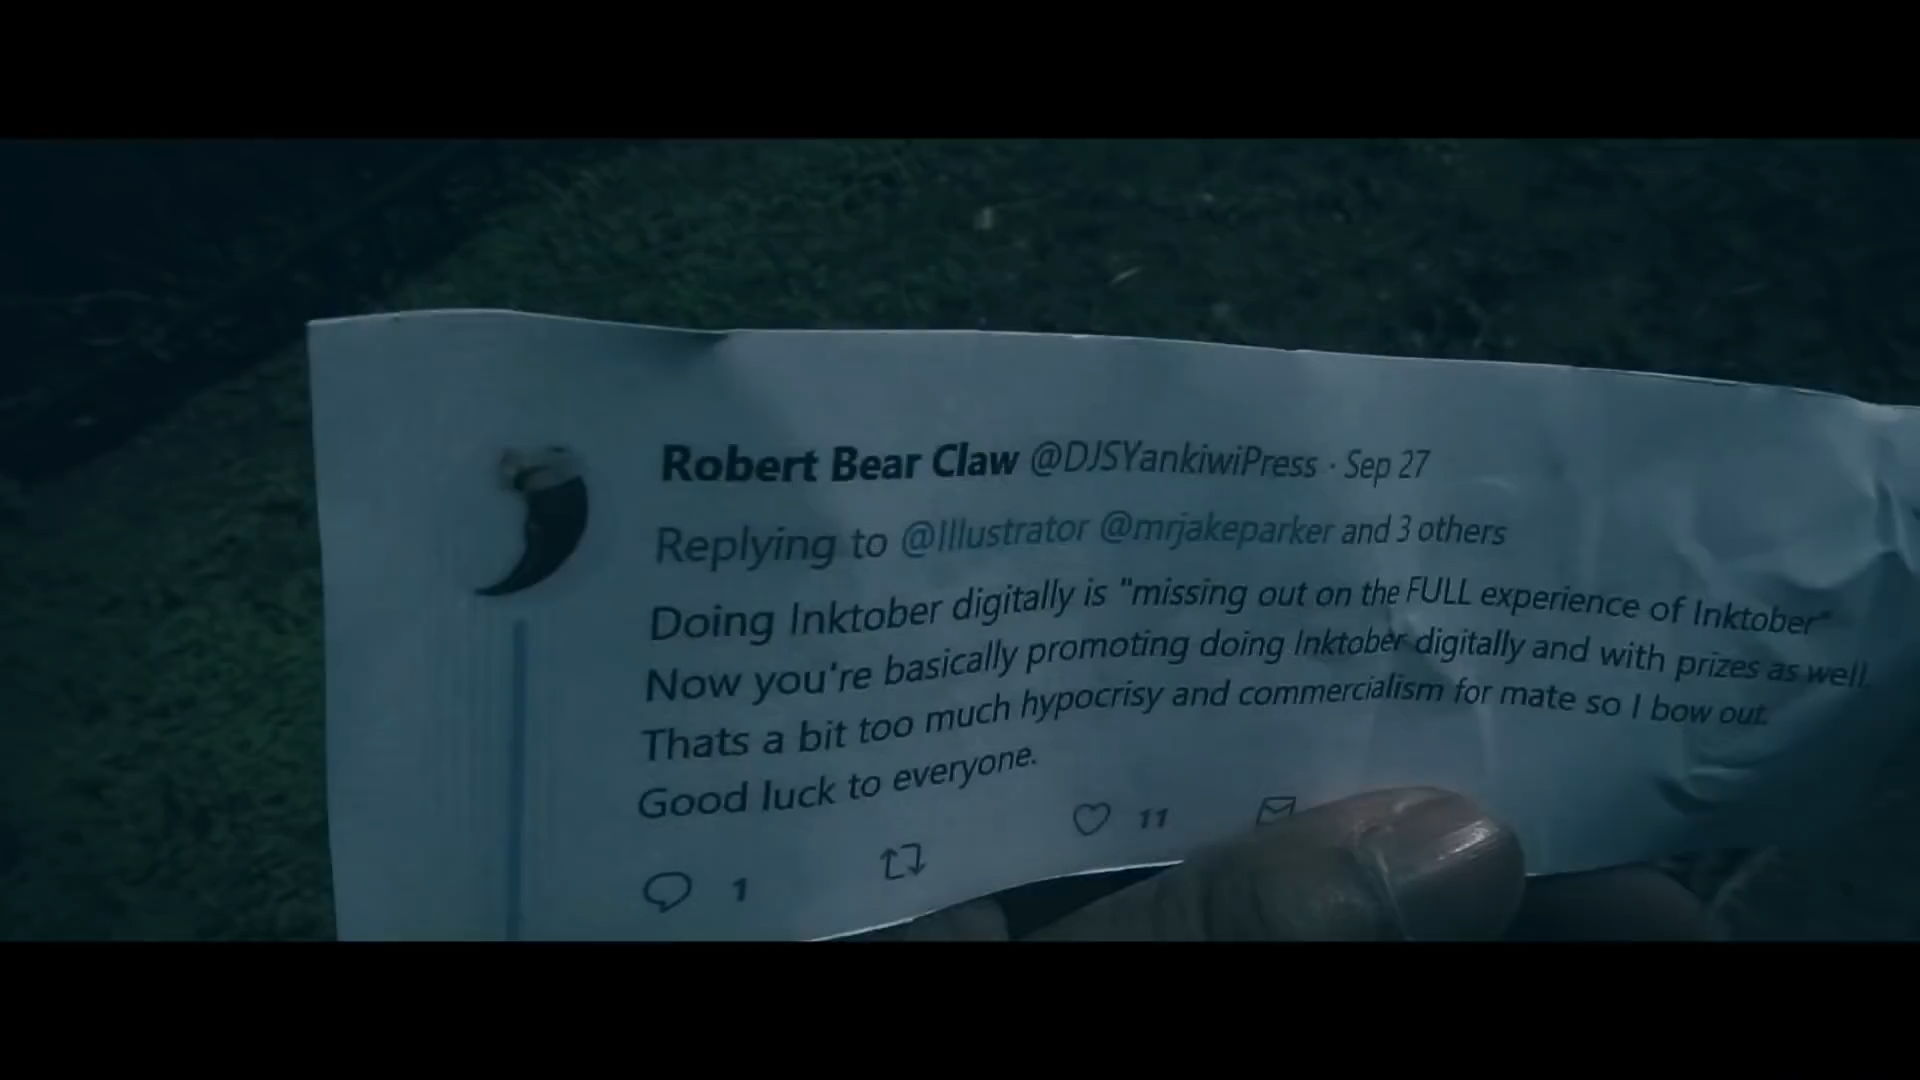 Robert Bear Claw @DJSYankiwiPress · Sep 27
Replying to @Illustrator @mrjakeparker and 3 others
Doing Inktober digitally is "missing out on the FULL experience of Inktober"
Now you're basically promoting doing Inktober digitally and with prizes as well.
Thats a bit too much hypocrisy and commercialism for mate so I bow out.
Good luck to everyone.
1 11